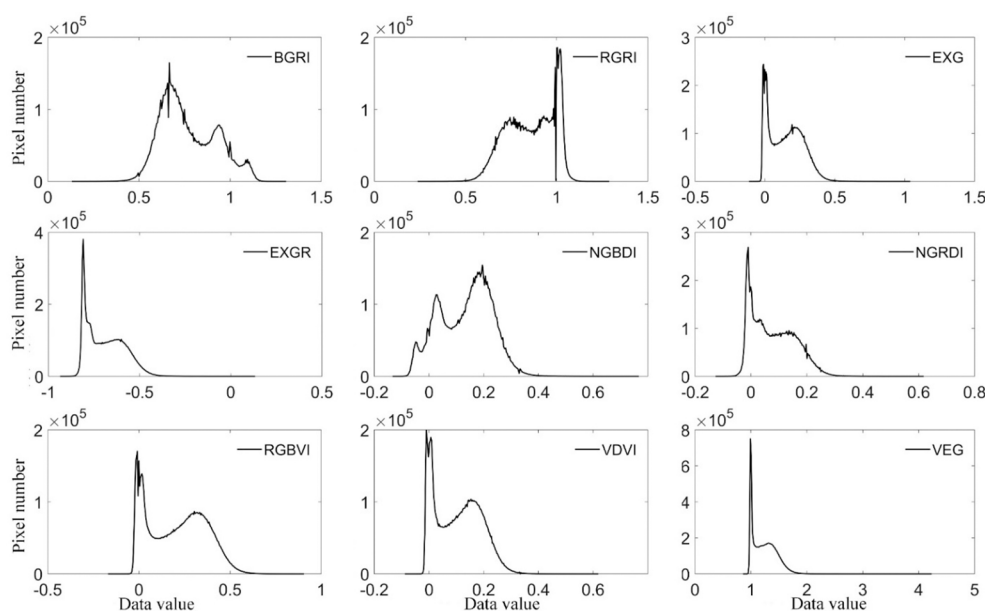 ×10⁵ ×10⁵ ×10⁵
2 2 3
BGRI RGRI EXG
Pixel number
2
1 1
1
0 0 0
0 0.5 1 1.5 0 0.5 1 1.5 -0.5 0 0.5 1 1.5
×10⁵ ×10⁵ ×10⁵
4 2 3
EXGR NGBDI NGRDI
Pixel number
2
2 1
1
0 0 0
-1 -0.5 0 0.5 -0.2 0 0.2 0.4 0.6 0.8 -0.2 0 0.2 0.4 0.6 0.8
×10⁵ ×10⁵ ×10⁵
2 2 8
RGBVI VDVI VEG
Pixel number
6
1 1 4
2
0 0 0
-0.5 0 0.5 1 -0.2 0 0.2 0.4 0.6 0.8 0 1 2 3 4 5
Data value Data value Data value